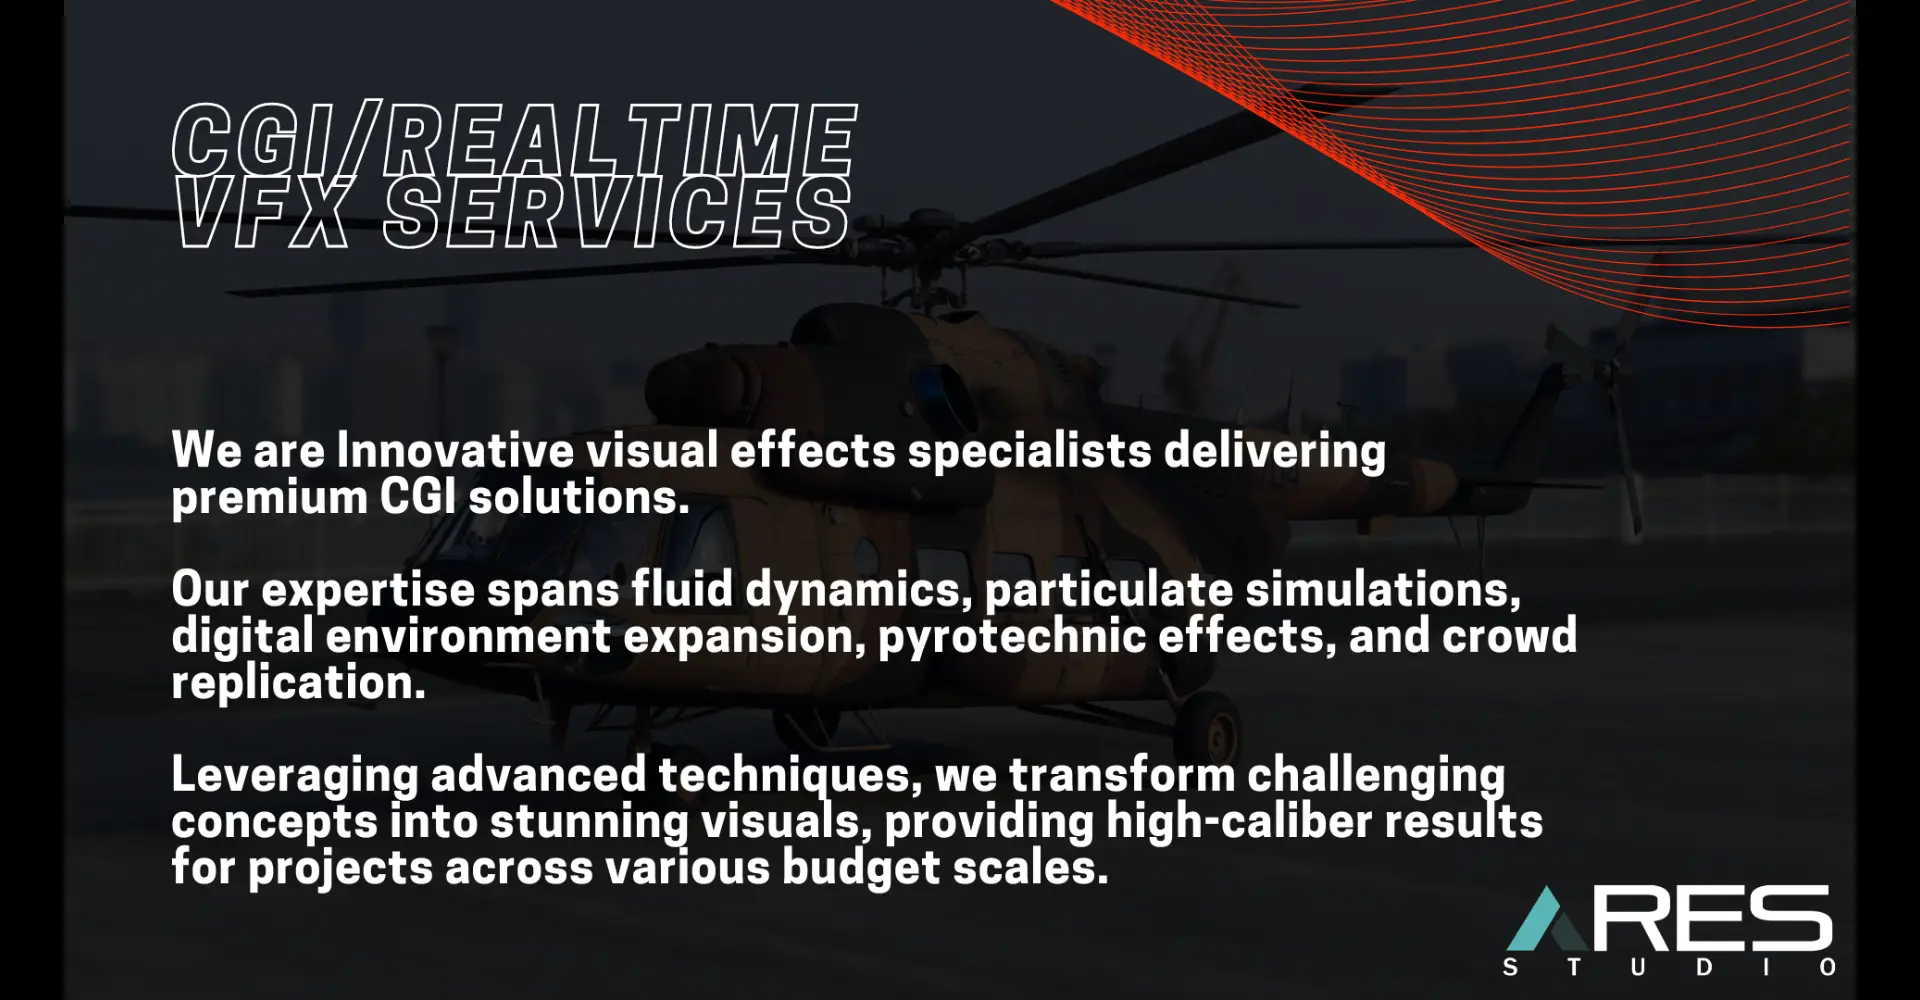 CGI/REALTIME
VFX SERVICES
We are Innovative visual effects specialists delivering
premium CGI solutions.
Our expertise spans fluid dynamics, particulate simulations,
digital environment expansion, pyrotechnic effects, and crowd
replication.
Leveraging advanced techniques, we transform challenging
concepts into stunning visuals, providing high-caliber results
for projects across various budget scales.
ARES
STUDIO